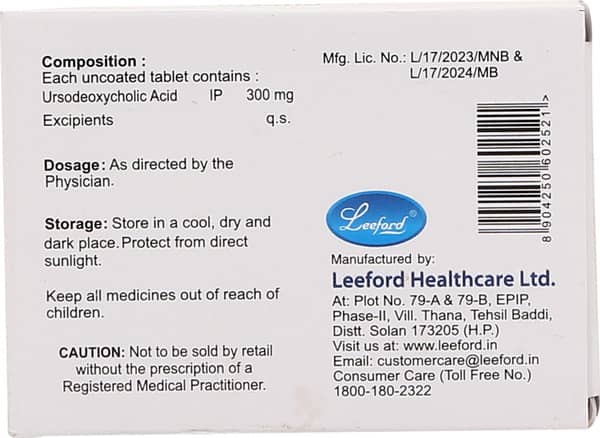 Composition :
Each uncoated tablet contains :
Ursodeoxycholic Acid IP 300 mg
Excipients q.s.
Dosage: As directed by the
Physician.
Storage: Store in a cool, dry and
dark place. Protect from direct
sunlight.
Keep all medicines out of reach of
children.
CAUTION: Not to be sold by retail
without the prescription of a
Registered Medical Practitioner.
Mfg. Lic. No.: L/17/2023/MNB &
L/17/2024/MB
8 904250 602521>
Leeford®
Manufactured by:
Leeford Healthcare Ltd.
At: Plot No. 79-A & 79-B, EPIP,
Phase-II, Vill. Thana, Tehsil Baddi,
Distt. Solan 173205 (H.P.)
Visit us at: www.leeford.in
Email: customercare@leeford.in
Consumer Care (Toll Free No.)
1800-180-2322